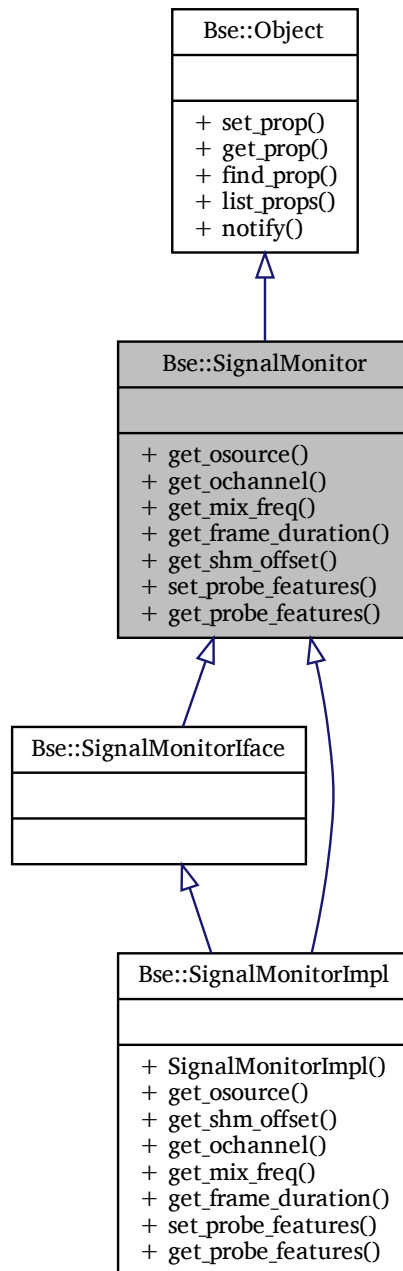 Bse::Object
+ set_prop()
+ get_prop()
+ find_prop()
+ list_props()
+ notify()
Bse::SignalMonitor
+ get_osource()
+ get_ochannel()
+ get_mix_freq()
+ get_frame_duration()
+ get_shm_offset()
+ set_probe_features()
+ get_probe_features()
Bse::SignalMonitorIface
Bse::SignalMonitorImpl
+ SignalMonitorImpl()
+ get_osource()
+ get_shm_offset()
+ get_ochannel()
+ get_mix_freq()
+ get_frame_duration()
+ set_probe_features()
+ get_probe_features()